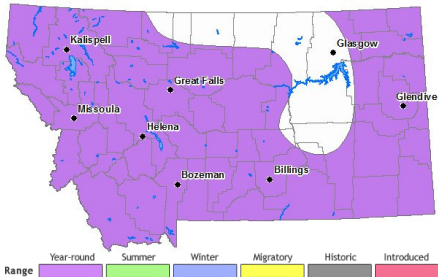 Kalispell
Glasgow
Great Falls
Glendive
Missoula
Helena
Billings
Bozeman
Year-round Summer Winter Migratory Historic Introduced
Range